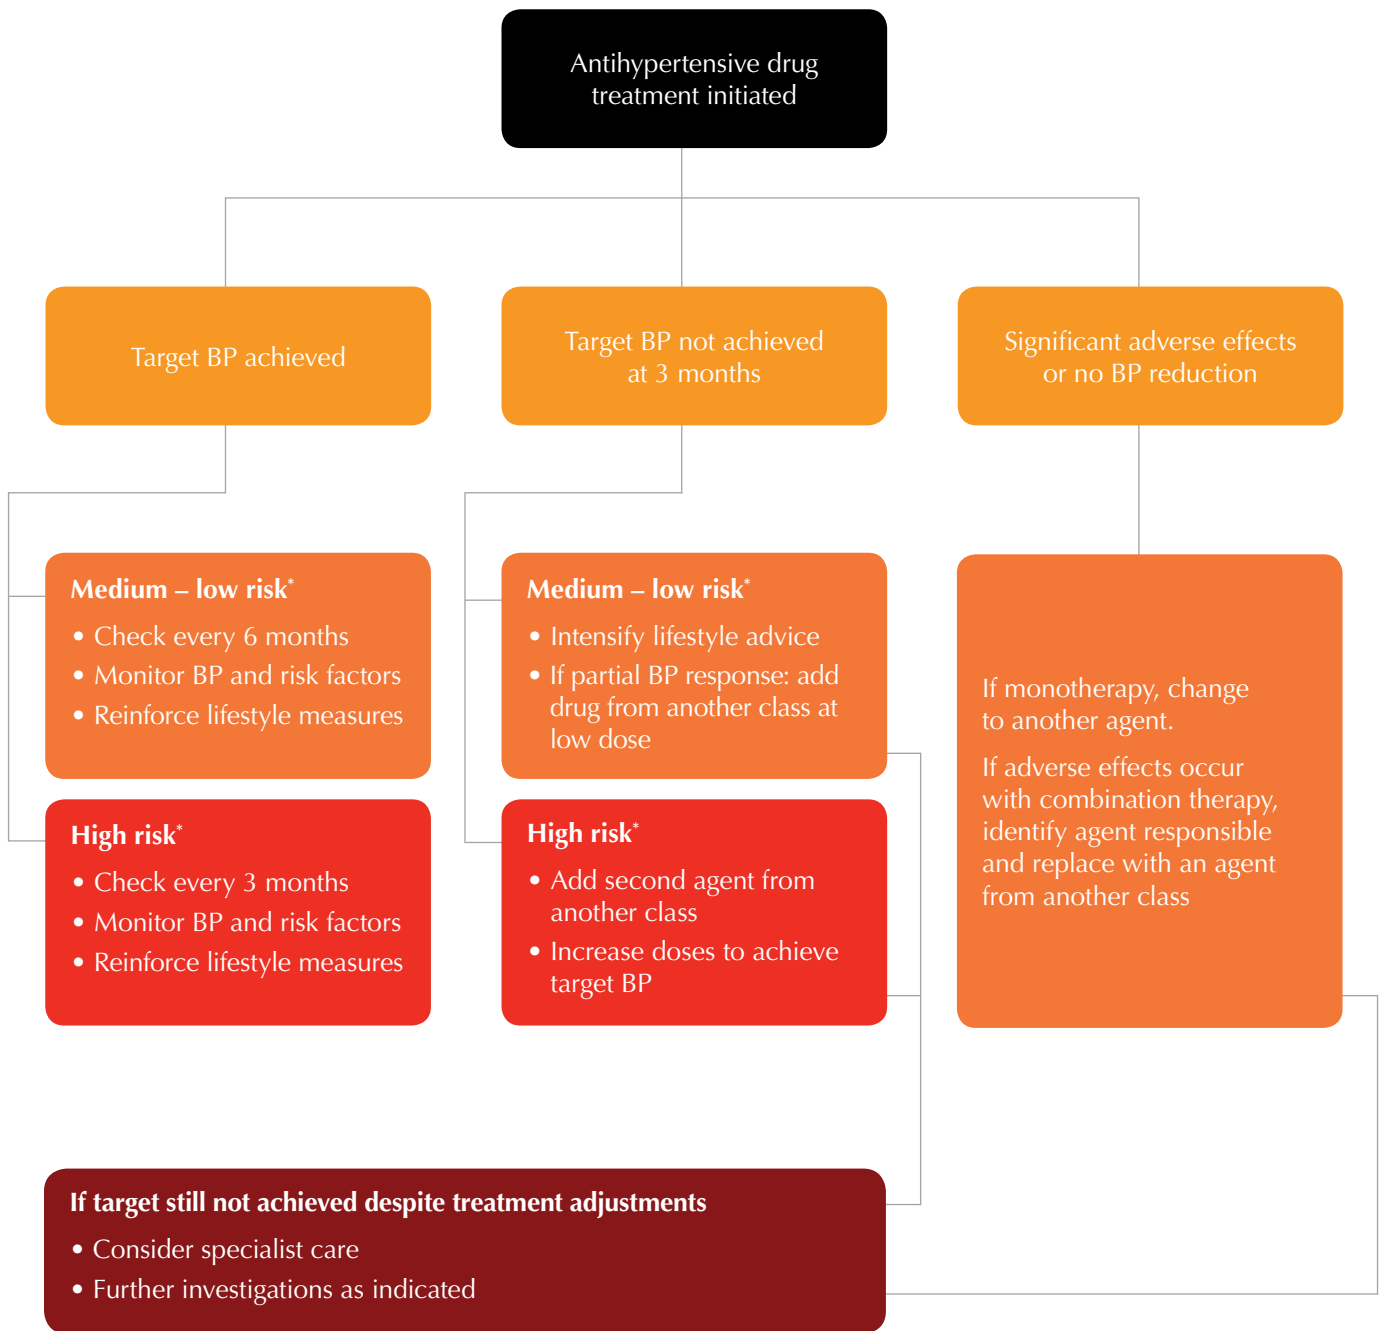 Antihypertensive drug
treatment initiated
Target BP achieved
Target BP not achieved
at 3 months
Significant adverse effects
or no BP reduction
Medium – low risk*
• Check every 6 months
• Monitor BP and risk factors
• Reinforce lifestyle measures
High risk*
• Check every 3 months
• Monitor BP and risk factors
• Reinforce lifestyle measures
Medium – low risk*
• Intensify lifestyle advice
• If partial BP response: add
drug from another class at
low dose
High risk*
• Add second agent from
another class
• Increase doses to achieve
target BP
If monotherapy, change
to another agent.
If adverse effects occur
with combination therapy,
identify agent responsible
and replace with an agent
from another class
If target still not achieved despite treatment adjustments
• Consider specialist care
• Further investigations as indicated